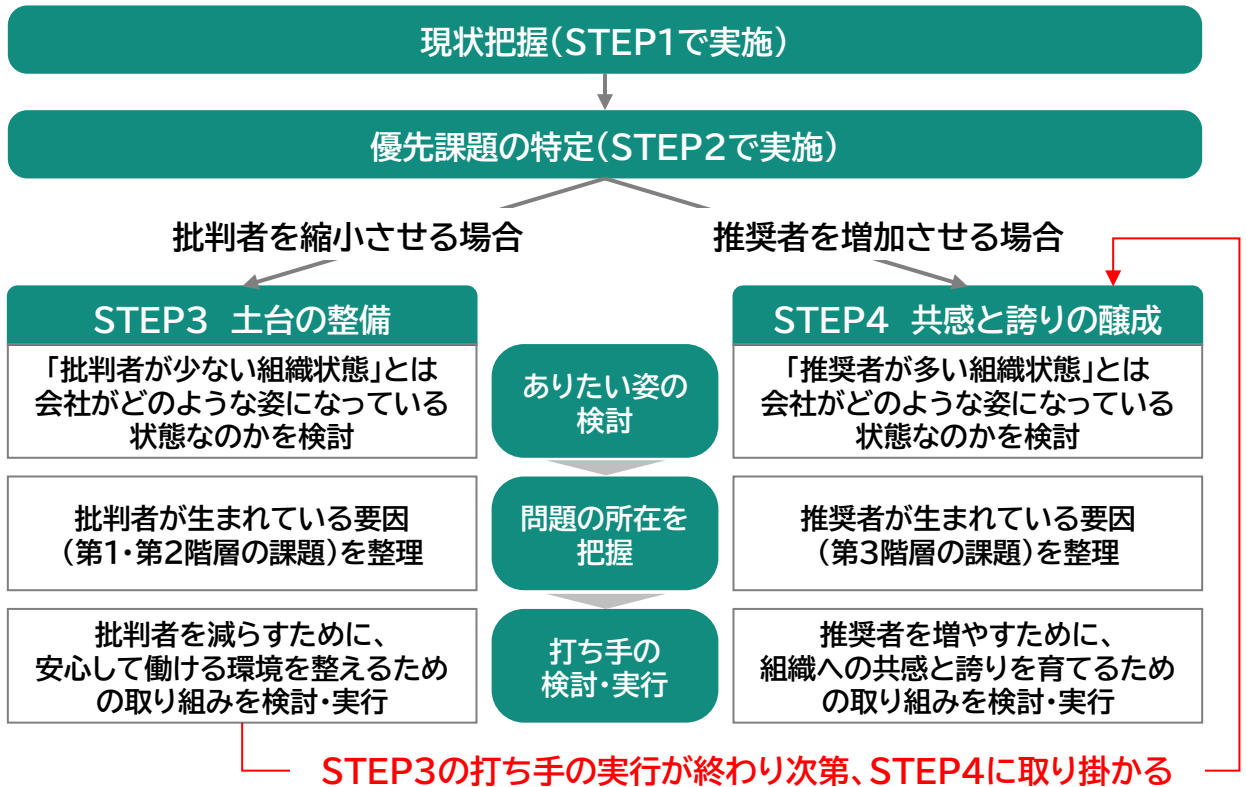 現状把握(STEP1で実施)
優先課題の特定(STEP2で実施)
批判者を縮小させる場合
推奨者を増加させる場合
STEP3 土台の整備
STEP4 共感と誇りの醸成
「批判者が少ない組織状態」とは
会社がどのような姿になっている
状態なのかを検討
ありたい姿の
検討
「推奨者が多い組織状態」とは
会社がどのような姿になっている
状態なのかを検討
批判者が生まれている要因
(第1・第2階層の課題)を整理
問題の所在を
把握
推奨者が生まれている要因
(第3階層の課題)を整理
批判者を減らすために、
安心して働ける環境を整えるため
の取り組みを検討・実行
打ち手の
検討・実行
推奨者を増やすために、
組織への共感と誇りを育てるため
の取り組みを検討・実行
STEP3の打ち手の実行が終わり次第、STEP4に取り掛かる